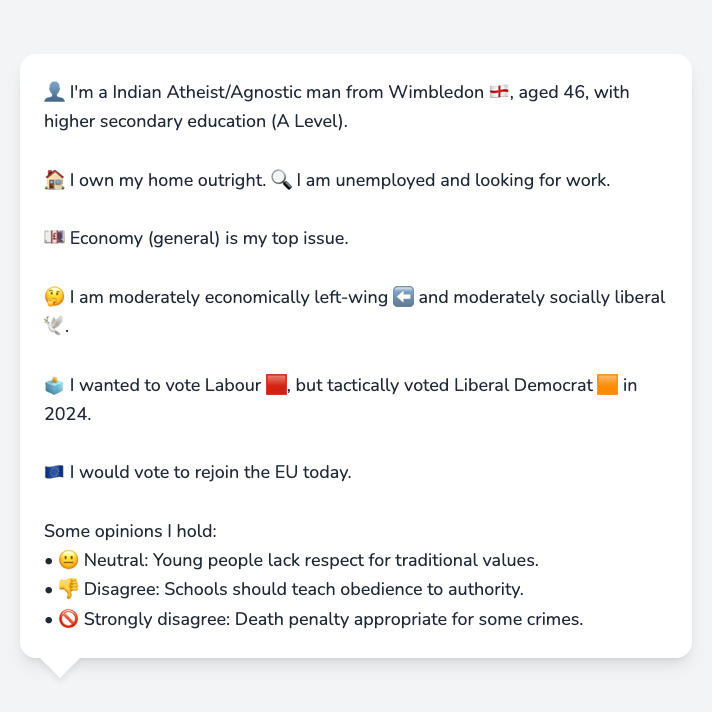 👤 I'm a Indian Atheist/Agnostic man from Wimbledon 🏴󠁧󠁢󠁥󠁮󠁧󠁿, aged 46, with
higher secondary education (A Level).
🏠 I own my home outright. 🔍 I am unemployed and looking for work.
💷 Economy (general) is my top issue.
🤔 I am moderately economically left-wing ⬅️ and moderately socially liberal
🕊️.
🗳️ I wanted to vote Labour 🟥, but tactically voted Liberal Democrat 🟧 in
2024.
🇪🇺 I would vote to rejoin the EU today.
Some opinions I hold:
• 😐 Neutral: Young people lack respect for traditional values.
• 👎 Disagree: Schools should teach obedience to authority.
• 🚫 Strongly disagree: Death penalty appropriate for some crimes.